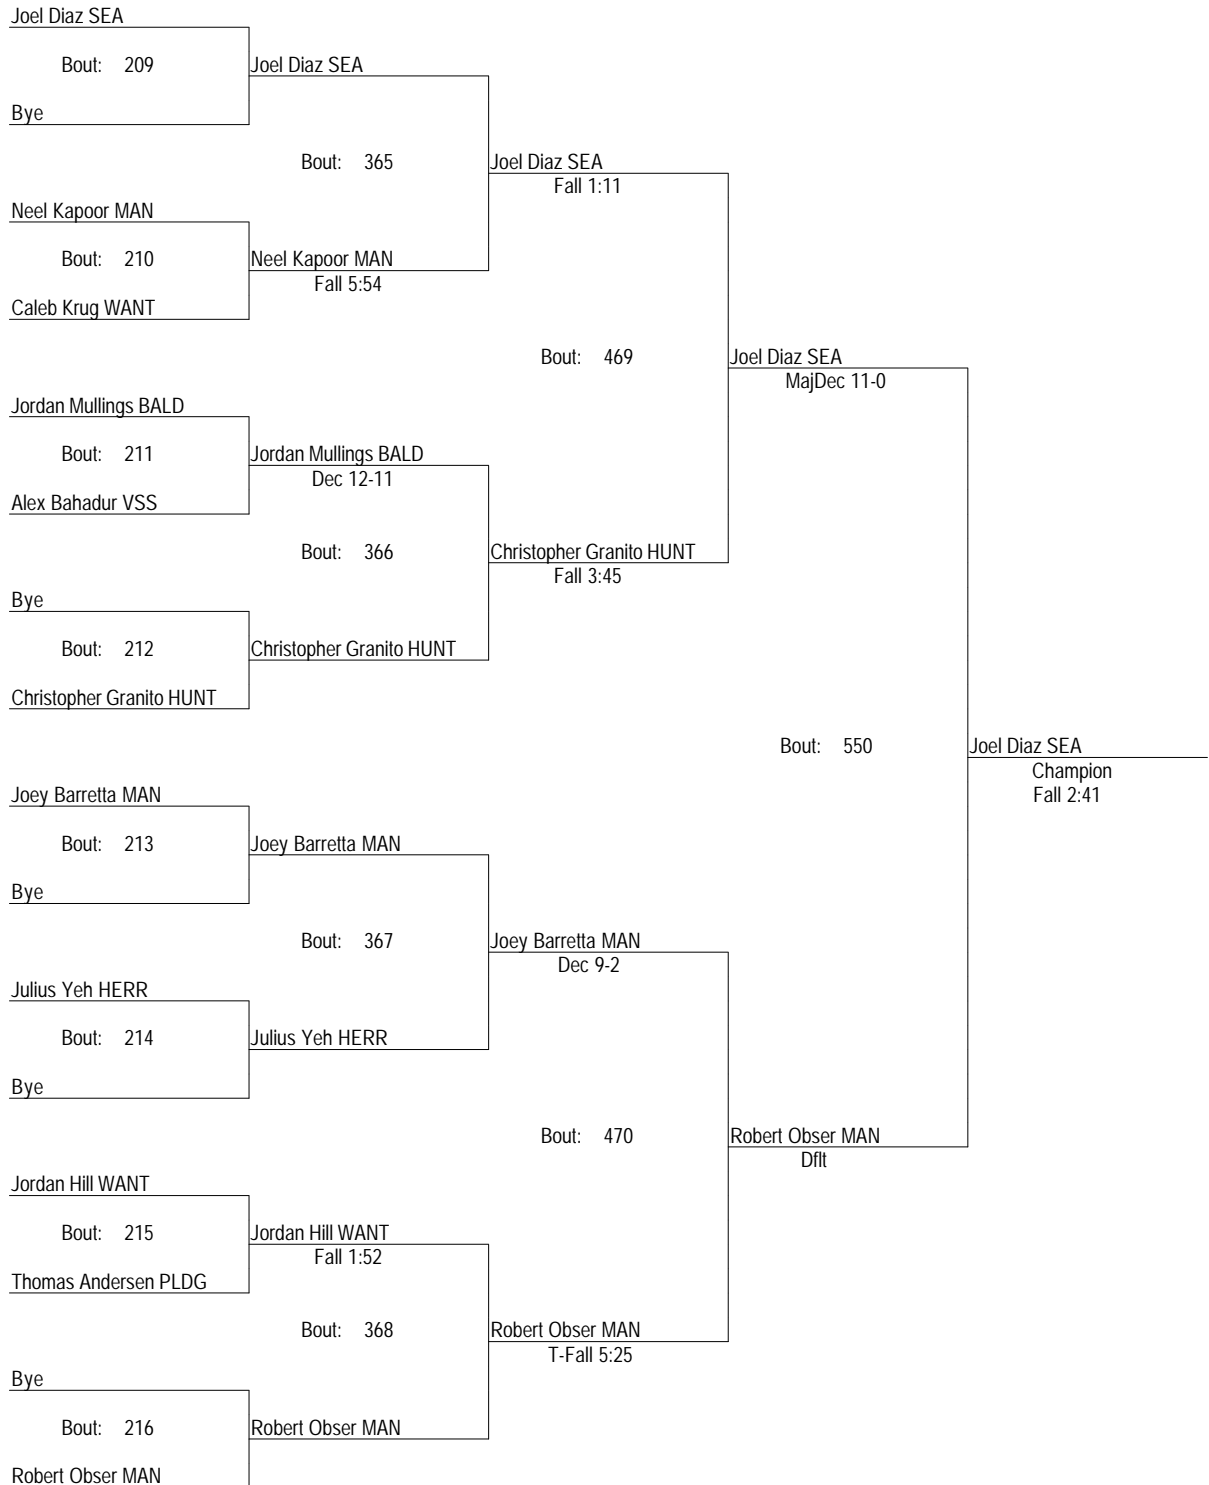 Joel Diaz SEA
Bout: 209
Joel Diaz SEA
Bye
Bout: 365
Joel Diaz SEA
Fall 1:11
Neel Kapoor MAN
Bout: 210
Neel Kapoor MAN
Fall 5:54
Caleb Krug WANT
Bout: 469
Joel Diaz SEA
MajDec 11-0
Jordan Mullings BALD
Bout: 211
Jordan Mullings BALD
Dec 12-11
Alex Bahadur VSS
Bout: 366
Christopher Granito HUNT
Fall 3:45
Bye
Bout: 212
Christopher Granito HUNT
Christopher Granito HUNT
Bout: 550
Joel Diaz SEA
Champion
Fall 2:41
Joey Barretta MAN
Bout: 213
Joey Barretta MAN
Bye
Bout: 367
Joey Barretta MAN
Dec 9-2
Julius Yeh HERR
Bout: 214
Julius Yeh HERR
Bye
Bout: 470
Robert Obser MAN
Dflt
Jordan Hill WANT
Bout: 215
Jordan Hill WANT
Fall 1:52
Thomas Andersen PLDG
Bout: 368
Robert Obser MAN
T-Fall 5:25
Bye
Bout: 216
Robert Obser MAN
Robert Obser MAN